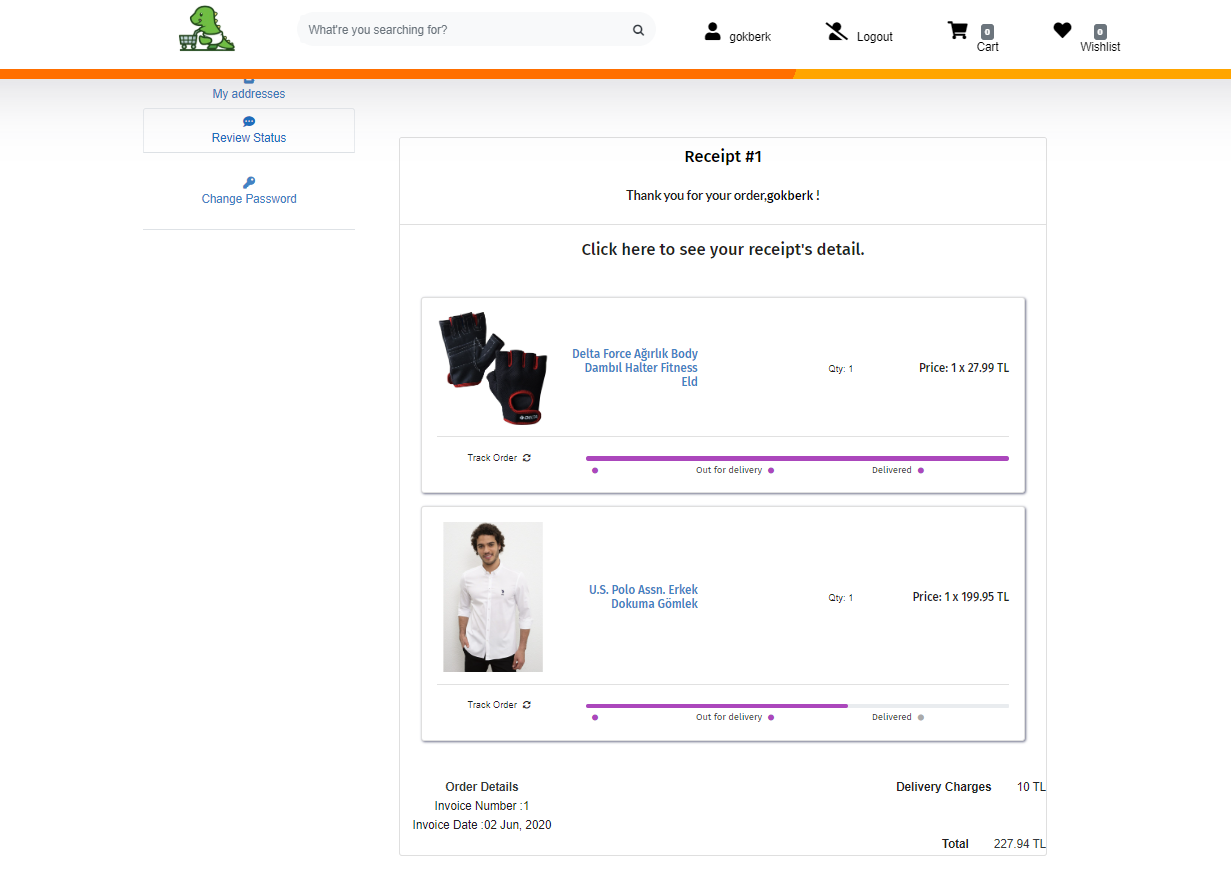 What're you searching for?
gokberk
Logout
0
Cart
0
Wishlist
My addresses
Review Status
Change Password
Receipt #1
Thank you for your order,gokberk !
Click here to see your receipt's detail.
Delta Force Ağırlık Body
Dambıl Halter Fitness
Eld
Qty: 1
Price: 1 x 27.99 TL
Track Order
Out for delivery
Delivered
U.S. Polo Assn. Erkek
Dokuma Gömlek
Qty: 1
Price: 1 x 199.95 TL
Track Order
Out for delivery
Delivered
Order Details
Delivery Charges 10 TL
Invoice Number :1
Invoice Date :02 Jun, 2020
Total 227.94 TL